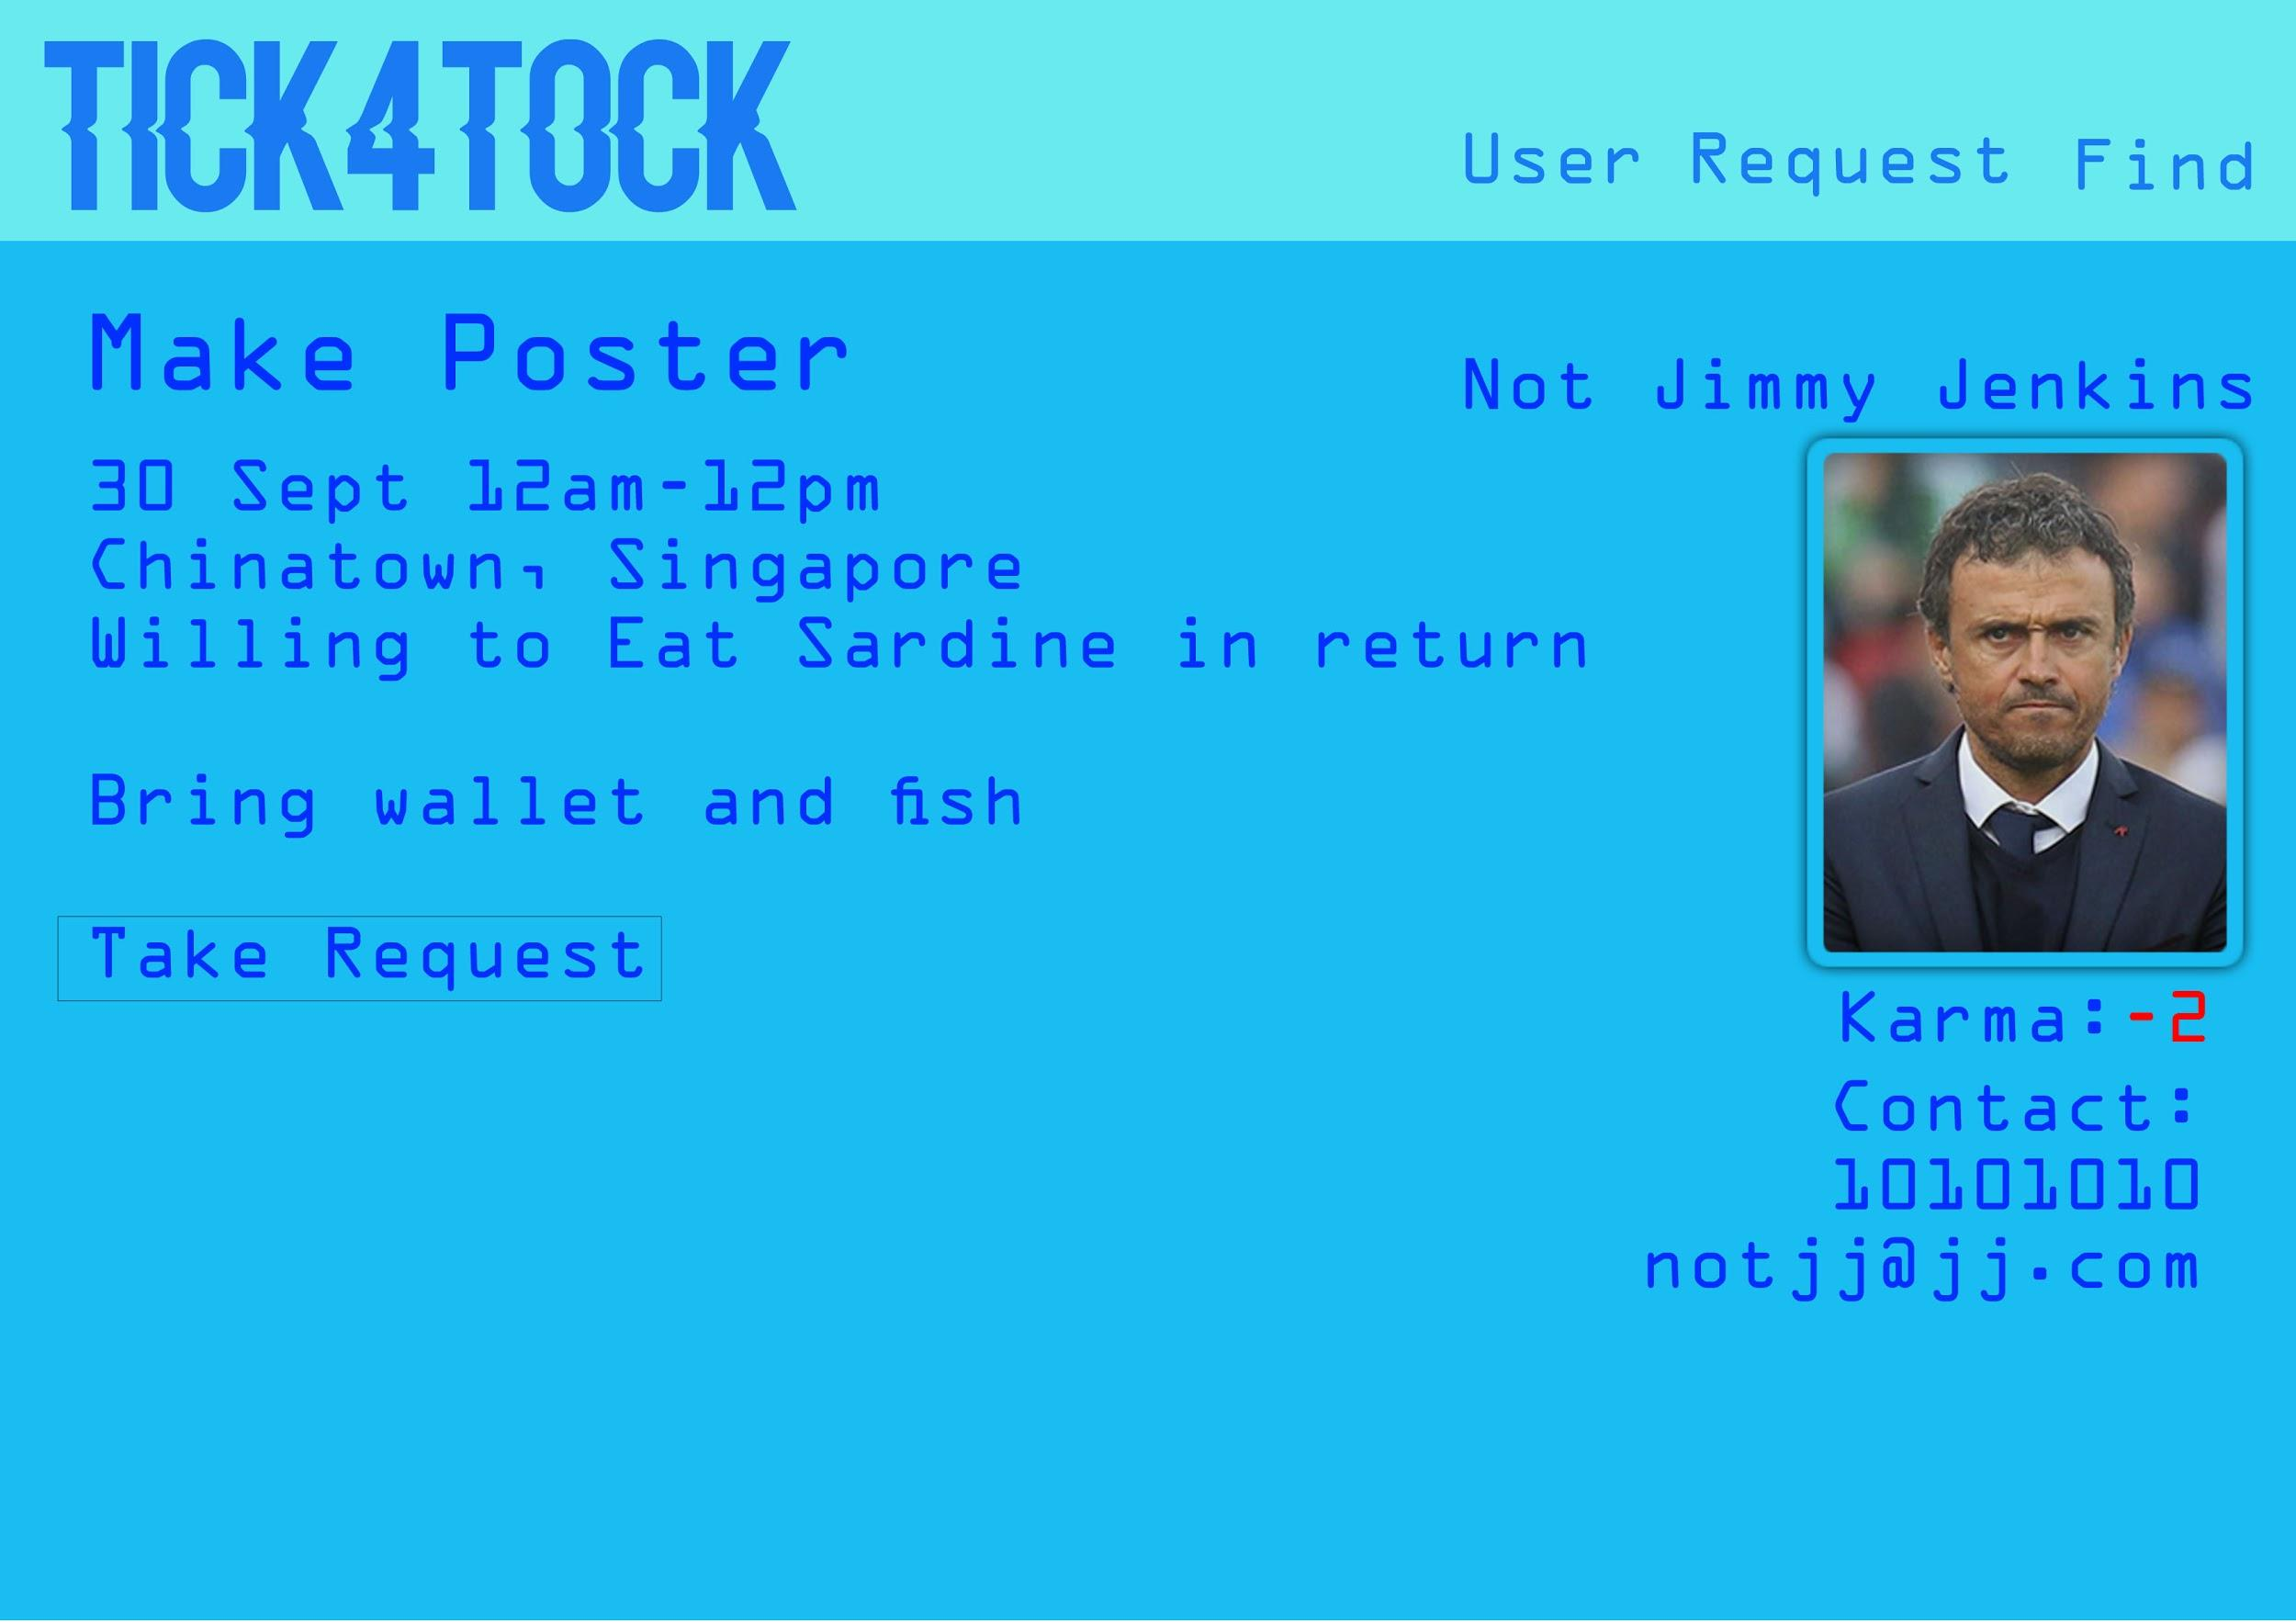 TICK4TOCK
User Request Find
Make Poster
30 Sept 12am-12pm
Chinatown, Singapore
Willing to Eat Sardine in return
Bring wallet and fish
Take Request
Not Jimmy Jenkins
Karma:-2
Contact:
10101010
notjj@jj.com